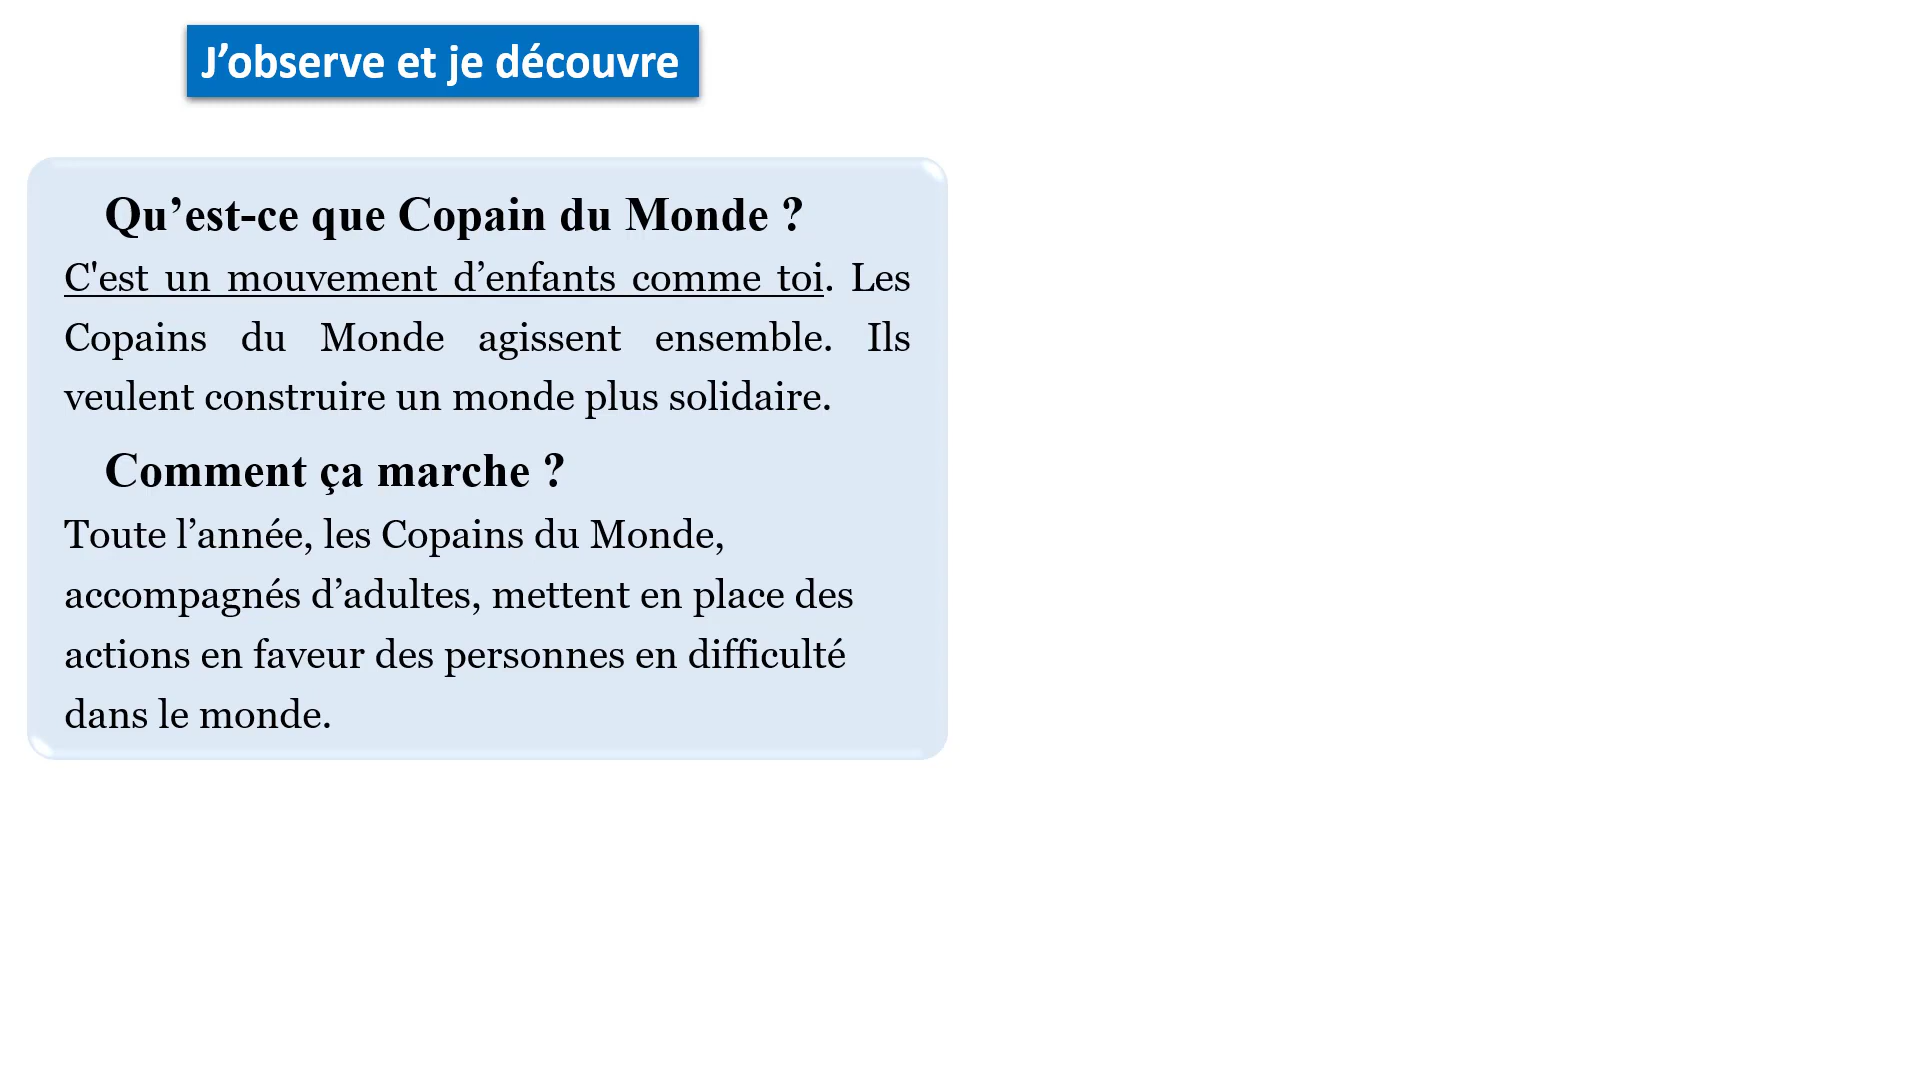 J’observe et je découvre
Qu’est-ce que Copain du Monde ?
C'est un mouvement d’enfants comme toi. Les
Copains du Monde agissent ensemble. Ils
veulent construire un monde plus solidaire.
Comment ça marche ?
Toute l’année, les Copains du Monde,
accompagnés d’adultes, mettent en place des
actions en faveur des personnes en difficulté
dans le monde.